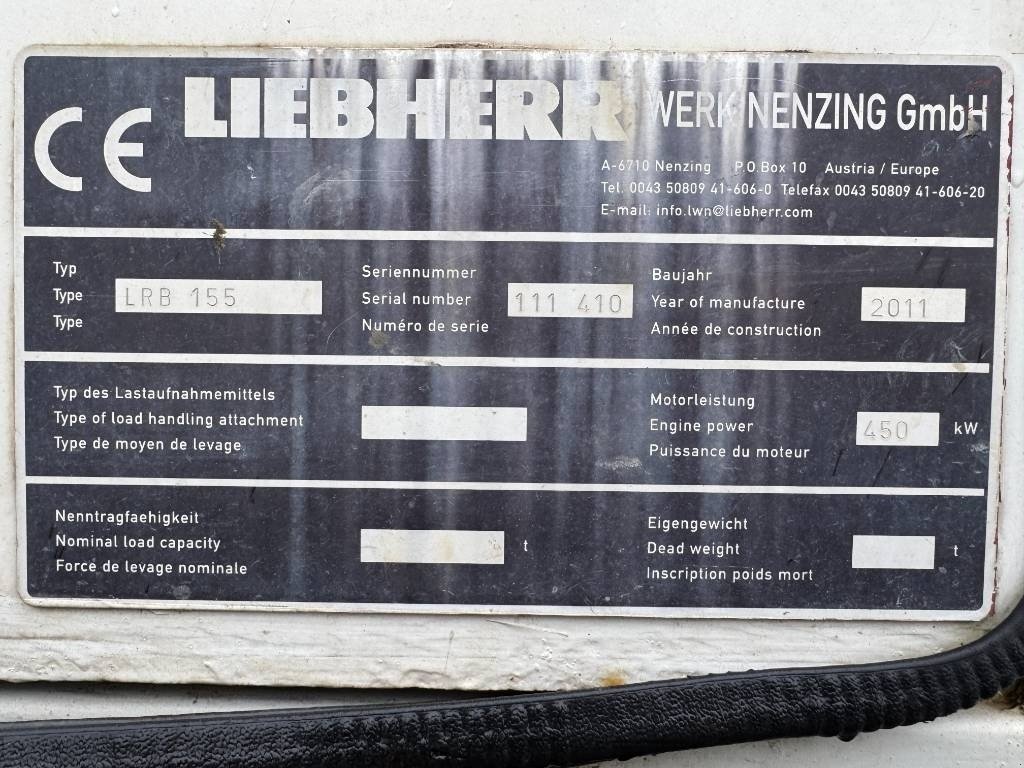 CE LIEBHERR WERK NENZING GmbH
A-6710 Nenzing P.O.Box 10 Austria / Europe
Tel. 0043 50809 41-606-0 Telefax 0043 50809 41-606-20
E-mail: info.lwn@liebherr.com
Typ
Type LRB 155
Type
Seriennummer
Serial number 111 410
Numéro de serie
Baujahr
Year of manufacture 2011
Année de construction
Typ des Lastaufnahmemittels
Type of load handling attachment
Type de moyen de levage
Motorleistung
Engine power 450 kW
Puissance du moteur
Nenntragfaehigkeit
Nominal load capacity t
Force de levage nominale
Eigengewicht
Dead weight t
Inscription poids mort